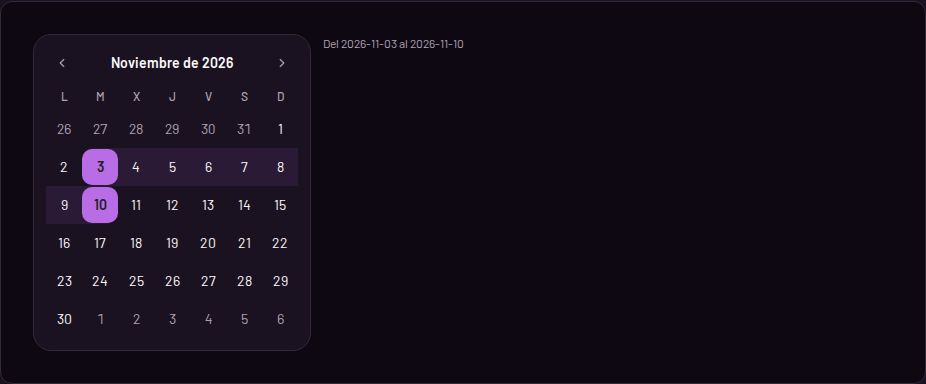 Noviembre de 2026
L M X J V S D
26 27 28 29 30 31 1
2 3 4 5 6 7 8
9 10 11 12 13 14 15
16 17 18 19 20 21 22
23 24 25 26 27 28 29
30 1 2 3 4 5 6
Del 2026-11-03 al 2026-11-10